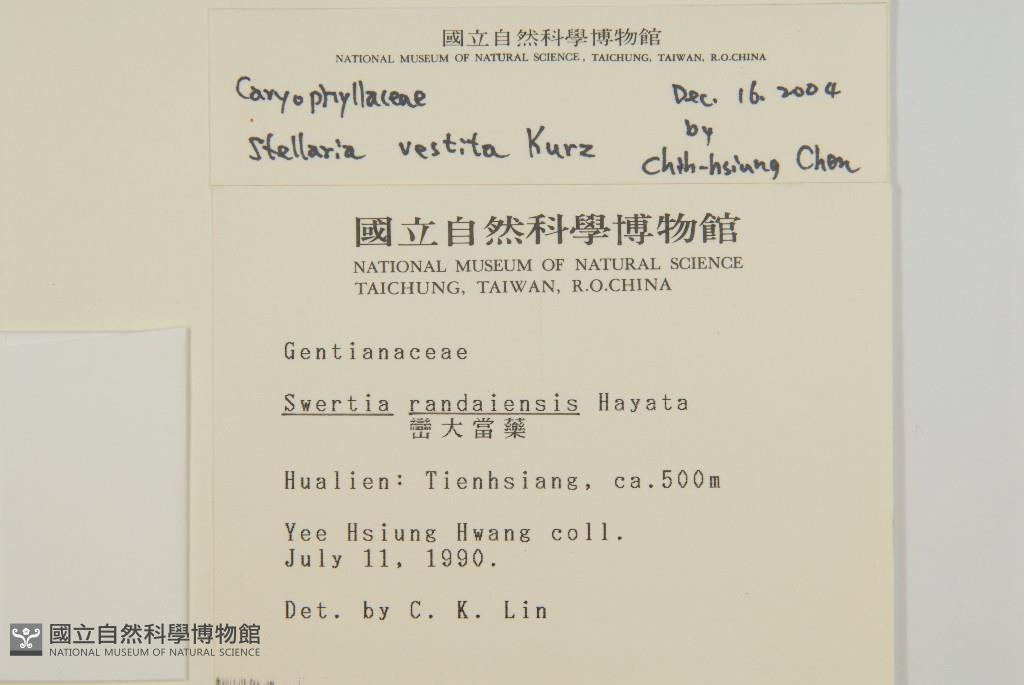 國立自然科學博物館
NATIONAL MUSEUM OF NATURAL SCIENCE, TAICHUNG, TAIWAN, R.O.CHINA
Caryophyllaceae Dec. 16. 2004
by
Stellaria vestita Kurz
Chih-hsiung Chen
國立自然科學博物館
NATIONAL MUSEUM OF NATURAL SCIENCE
TAICHUNG, TAIWAN, R.O.CHINA
Gentianaceae
Swertia randaiensis Hayata
巒大當藥
Hualien: Tienhsiang, ca.500m
Yee Hsiung Hwang coll.
July 11, 1990.
Det. by C. K. Lin
國立自然科學博物館
NATIONAL MUSEUM OF NATURAL SCIENCE